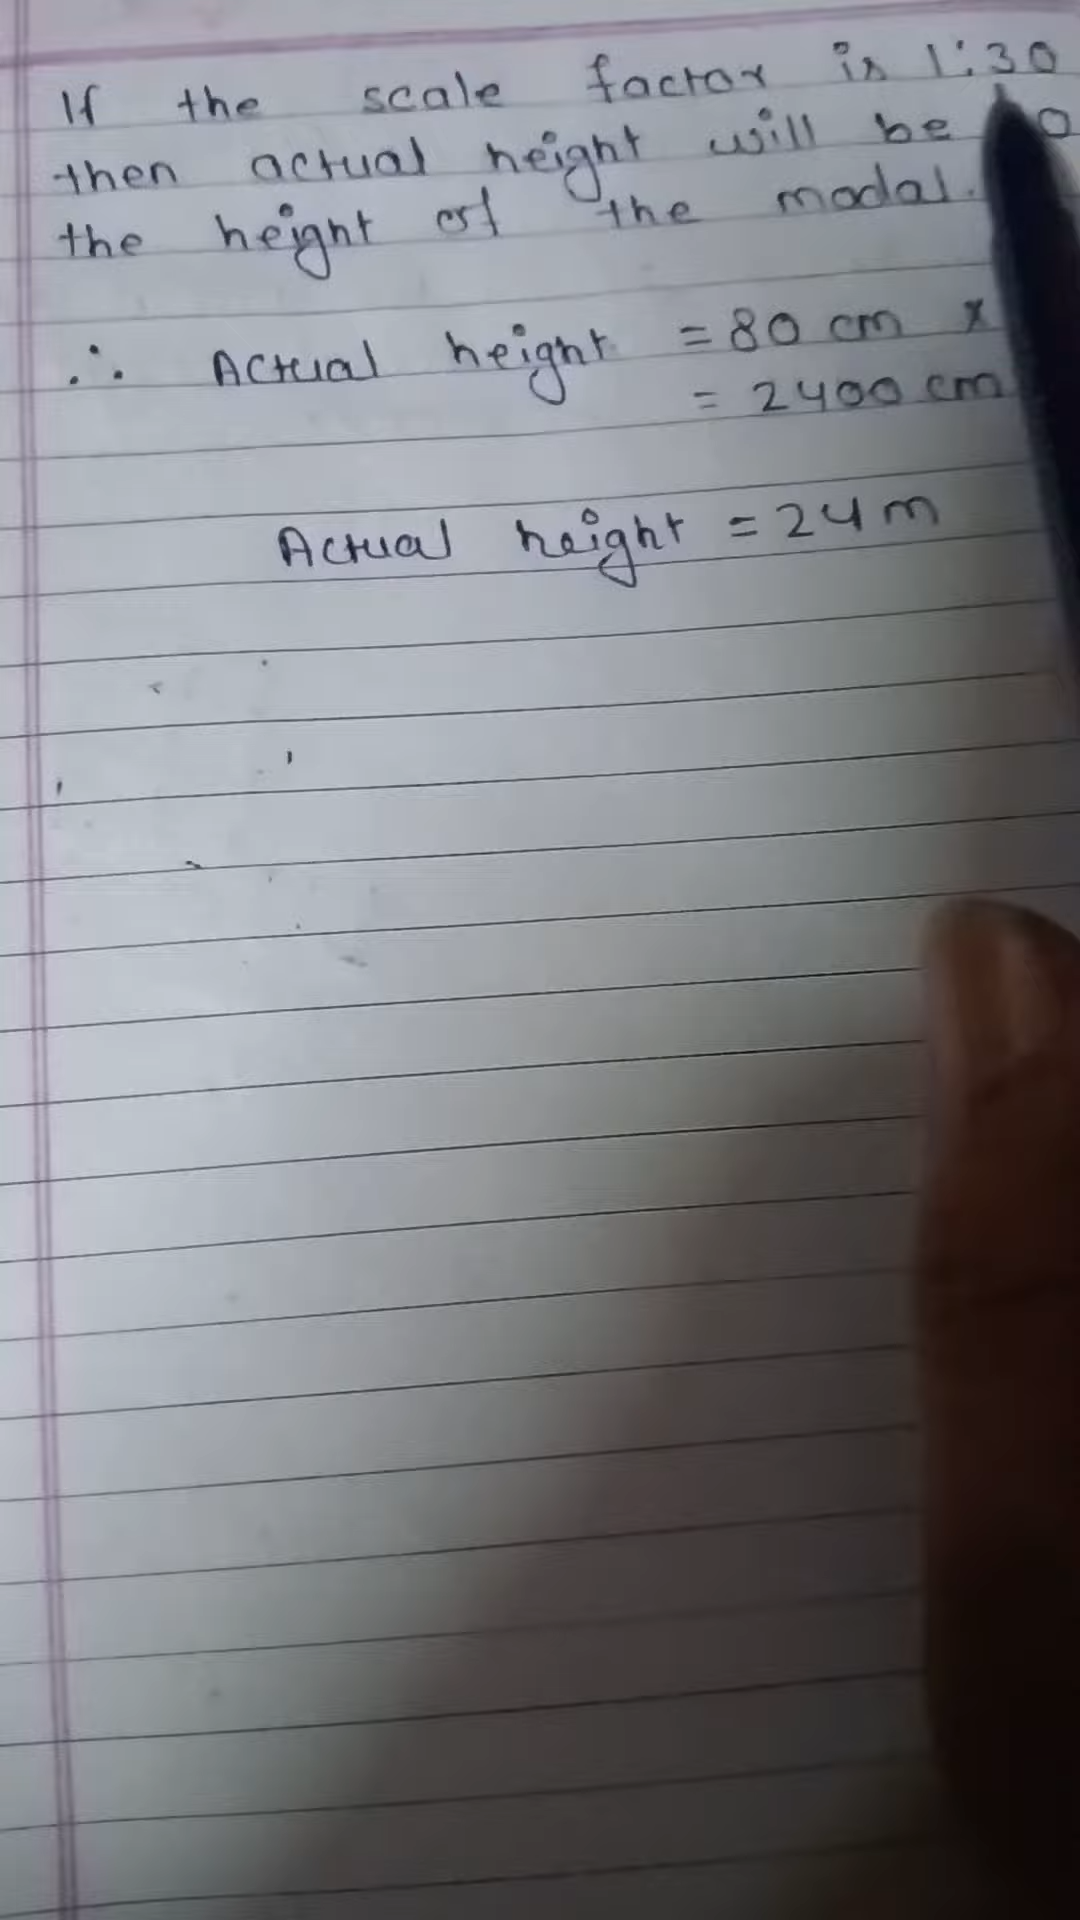 If the scale factor is 1:30
then actual height will be
the height of the modal.
∴ Actual height = 80 cm ×
= 2400 cm
Actual height = 24 m